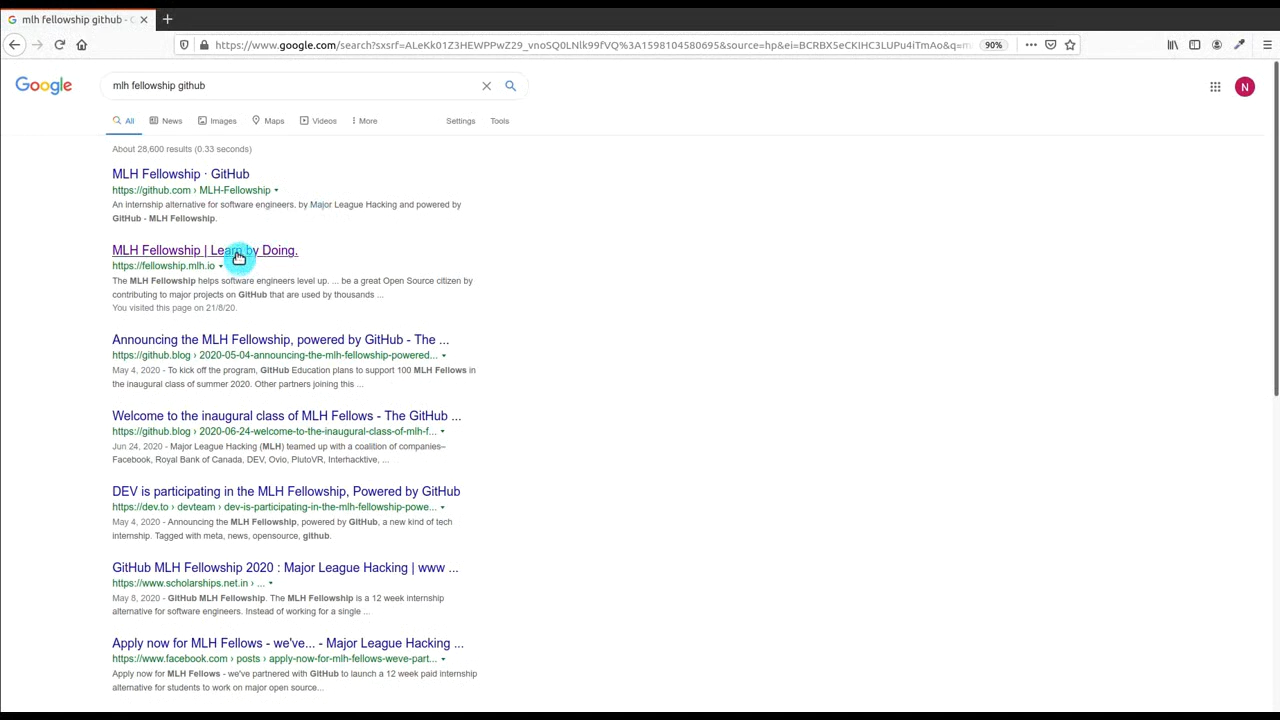 mlh fellowship github - G
https://www.google.com/search?sxsrf=ALeKk01Z3HEWPPwZ29_vnoSQ0LNlk99fVQ%3A1598104580695&source=hp&ei=BCRBX5eCKIHC3LUPu4iTmAo&q=m
90%
Google
mlh fellowship github
N
All
News
Images
Maps
Videos
More
Settings
Tools
About 28,600 results (0.33 seconds)
MLH Fellowship · GitHub
https://github.com › MLH-Fellowship
An internship alternative for software engineers, by Major League Hacking and powered by
GitHub - MLH Fellowship.
MLH Fellowship | Learn by Doing.
https://fellowship.mlh.io
The MLH Fellowship helps software engineers level up. ... be a great Open Source citizen by
contributing to major projects on GitHub that are used by thousands ...
You visited this page on 21/8/20.
Announcing the MLH Fellowship, powered by GitHub - The ...
https://github.blog › 2020-05-04-announcing-the-mlh-fellowship-powered...
May 4, 2020 - To kick off the program, GitHub Education plans to support 100 MLH Fellows in
the inaugural class of summer 2020. Other partners joining this ...
Welcome to the inaugural class of MLH Fellows - The GitHub ...
https://github.blog › 2020-06-24-welcome-to-the-inaugural-class-of-mlh-f...
Jun 24, 2020 - Major League Hacking (MLH) teamed up with a coalition of companies–
Facebook, Royal Bank of Canada, DEV, Ovio, PlutoVR, Interhacktive, ...
DEV is participating in the MLH Fellowship, Powered by GitHub
https://dev.to › devteam › dev-is-participating-in-the-mlh-fellowship-powe...
May 4, 2020 - Announcing the MLH Fellowship, powered by GitHub, a new kind of tech
internship. Tagged with meta, news, opensource, github.
GitHub MLH Fellowship 2020 : Major League Hacking | www ...
https://www.scholarships.net.in › ...
May 8, 2020 - GitHub MLH Fellowship. The MLH Fellowship is a 12 week internship
alternative for software engineers. Instead of working for a single ...
Apply now for MLH Fellows - we've... - Major League Hacking ...
https://www.facebook.com › posts › apply-now-for-mlh-fellows-weve-part...
Apply now for MLH Fellows - we've partnered with GitHub to launch a 12 week paid internship
alternative for students to work on major open source...